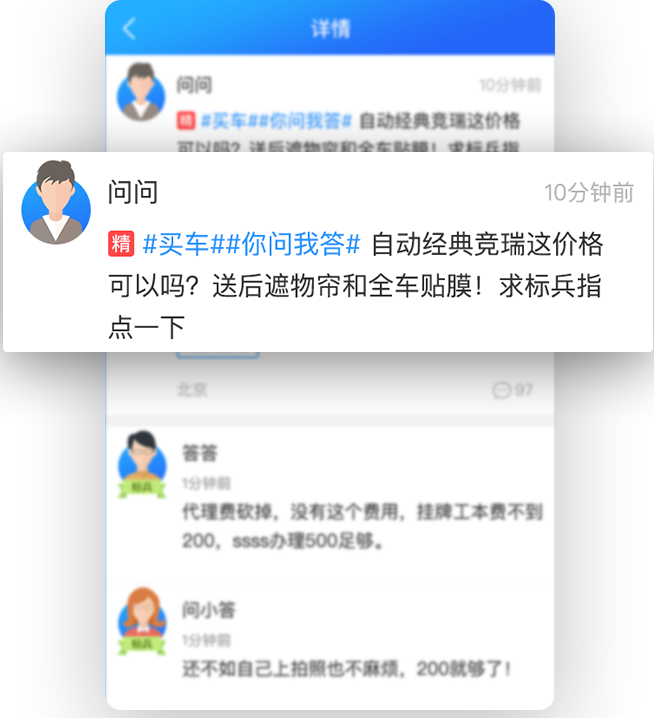 详情
问问
10分钟前
精 #买车##你问我答# 自动经典竞瑞这价格
可以吗？送后遮物帘和全车贴膜！求标兵指
问问
10分钟前
精 #买车##你问我答# 自动经典竞瑞这价格
可以吗？送后遮物帘和全车贴膜！求标兵指
点一下
北京
97
答答
标兵
1分钟前
代理费砍掉，没有这个费用，挂牌工本费不到
200，ssss办理500足够。
问小答
标兵
1分钟前
还不如自己上拍照也不麻烦，200就够了！